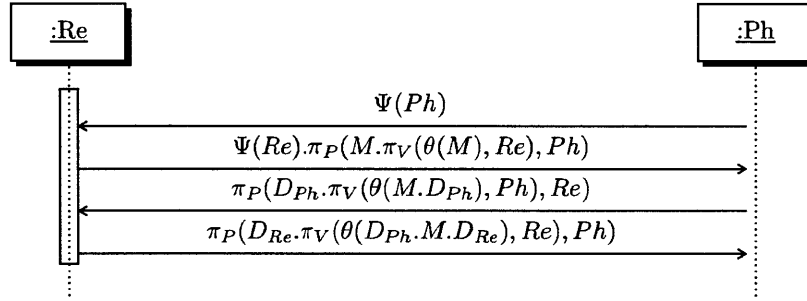 :Re
:Ph
Ψ(Ph)
Ψ(Re).π_P(M.π_V(θ(M), Re), Ph)
π_P(D_Ph.π_V(θ(M.D_Ph), Ph), Re)
π_P(D_Re.π_V(θ(D_Ph.M.D_Re), Re), Ph)